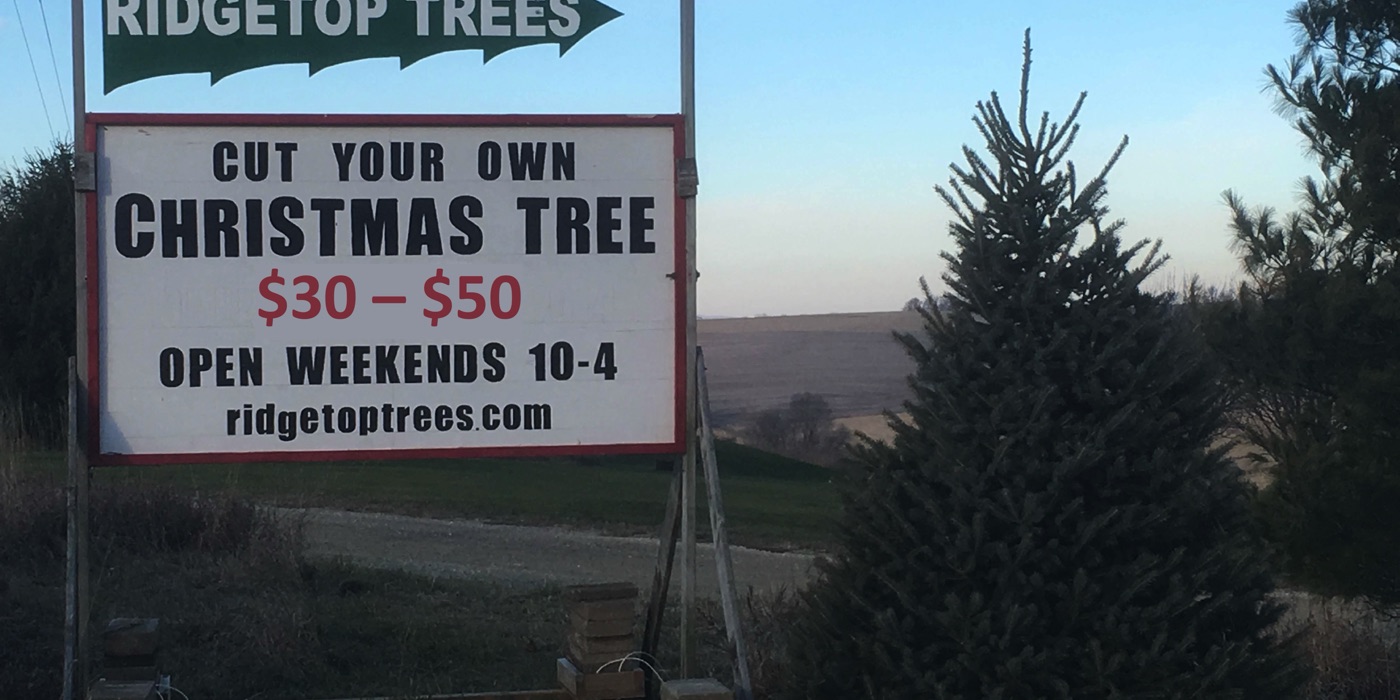 RIDGETOP TREES
CUT YOUR OWN
CHRISTMAS TREE
$30 – $50
OPEN WEEKENDS 10-4
ridgetoptrees.com